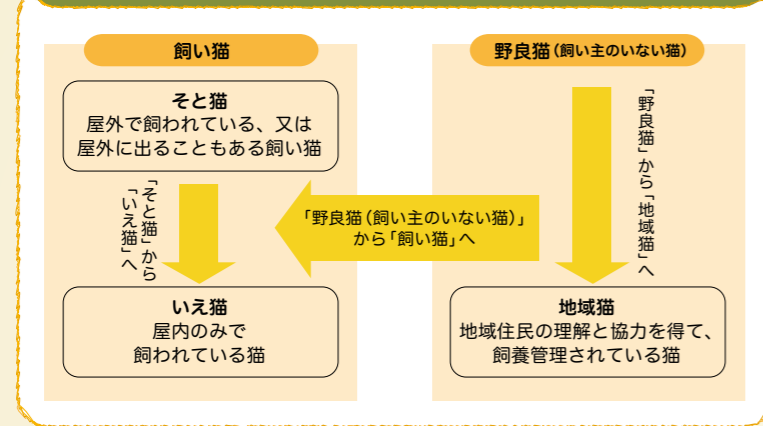 飼い猫
そと猫
屋外で飼われている、又は
屋外に出ることもある飼い猫
「そと猫」から
「いえ猫」へ
いえ猫
屋内のみで
飼われている猫
「野良猫(飼い主のいない猫)」
から「飼い猫」へ
野良猫(飼い主のいない猫)
「野良猫」から「地域猫」へ
地域猫
地域住民の理解と協力を得て、
飼養管理されている猫